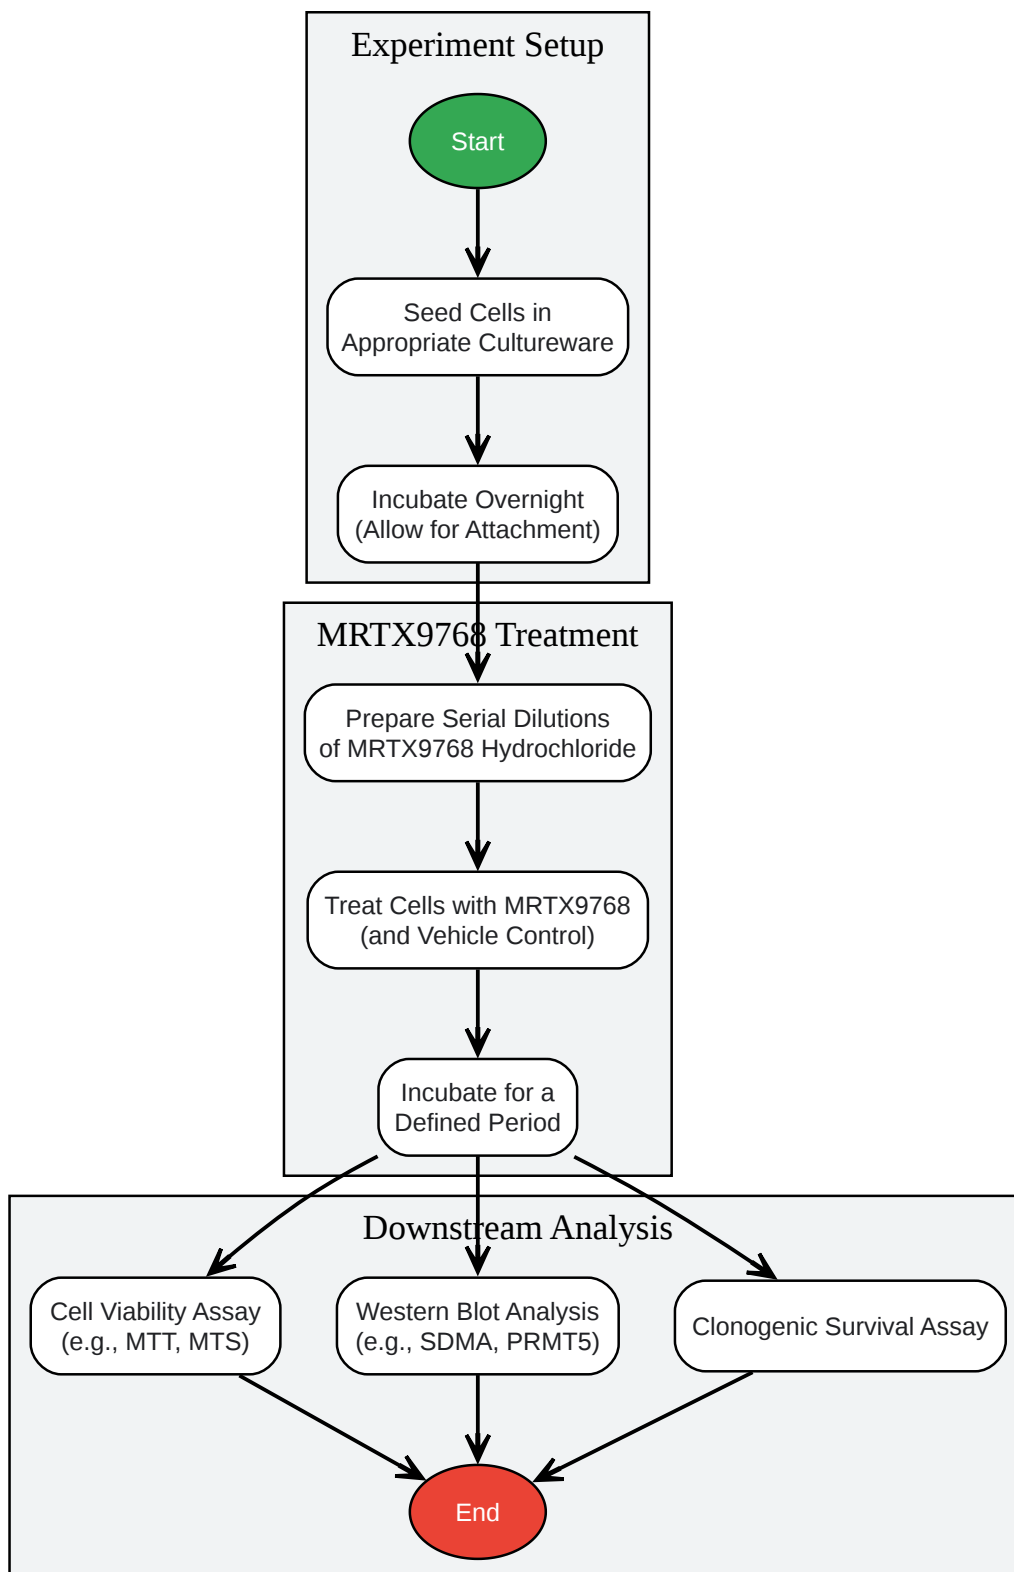 Experiment Setup
Start
Seed Cells in
Appropriate Cultureware
Incubate Overnight
(Allow for Attachment)
MRTX9768 Treatment
Prepare Serial Dilutions
of MRTX9768 Hydrochloride
Treat Cells with MRTX9768
(and Vehicle Control)
Incubate for a
Defined Period
Downstream Analysis
Cell Viability Assay
(e.g., MTT, MTS)
Western Blot Analysis
(e.g., SDMA, PRMT5)
Clonogenic Survival Assay
End